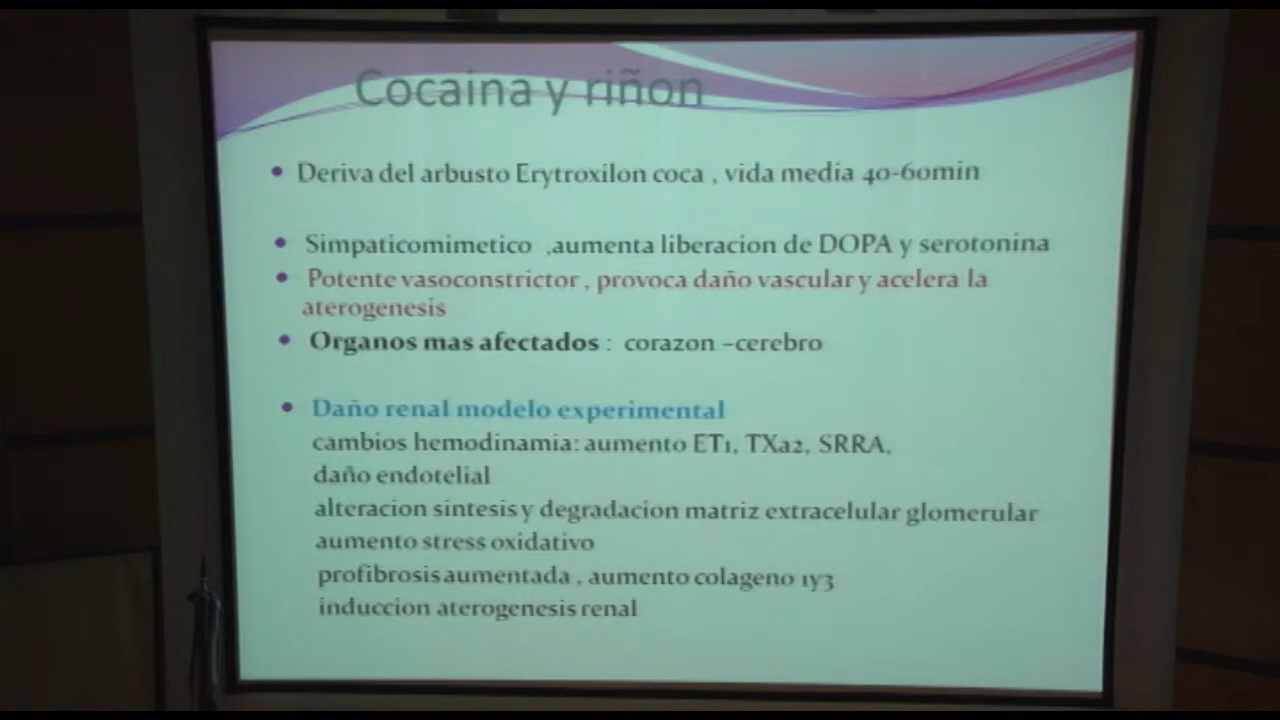 Cocaina y riñon
• Deriva del arbusto Erytroxilon coca , vida media 40-60min
• Simpaticomimetico ,aumenta liberacion de DOPA y serotonina
• Potente vasoconstrictor , provoca daño vascular y acelera la
aterogenesis
• Organos mas afectados : corazon –cerebro
• Daño renal modelo experimental
cambios hemodinamia: aumento ET1, TXa2, SRRA,
daño endotelial
alteracion sintesis y degradacion matriz extracelular glomerular
aumento stress oxidativo
profibrosis aumentada , aumento colageno 1y3
induccion aterogenesis renal